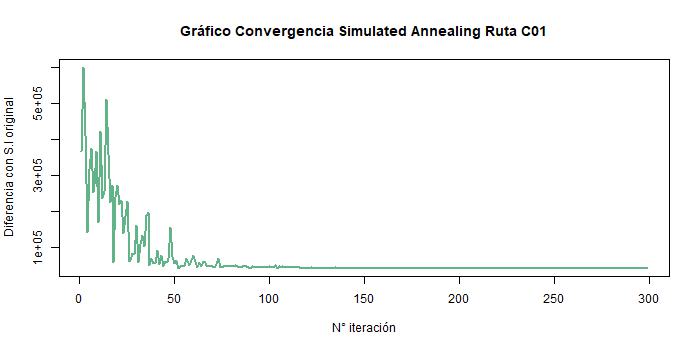 Gráfico Convergencia Simulated Annealing Ruta C01
Diferencia con S.I original
5e+05
3e+05
1e+05
0 50 100 150 200 250 300
N° iteración